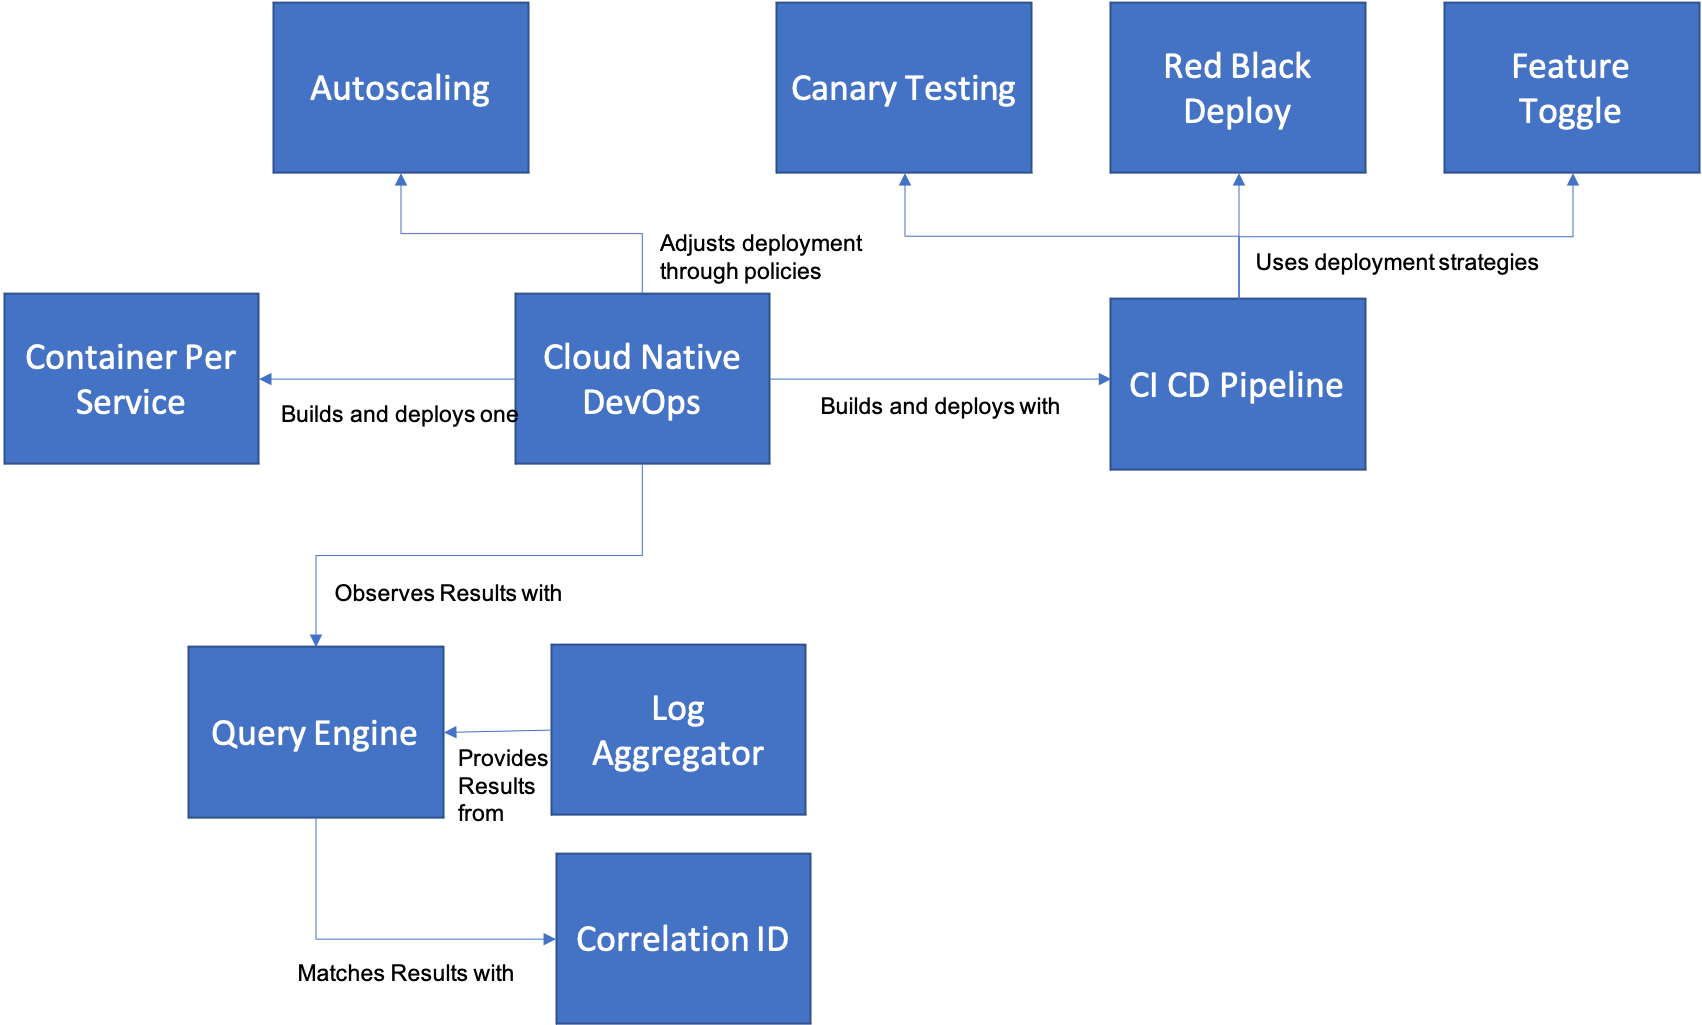 Autoscaling
Canary Testing
Red Black
Deploy
Feature
Toggle
Adjusts deployment
through policies
Uses deployment strategies
Container Per
Service
Cloud Native
DevOps
CI CD Pipeline
Builds and deploys one
Builds and deploys with
Observes Results with
Query Engine
Log
Aggregator
Provides
Results
from
Correlation ID
Matches Results with